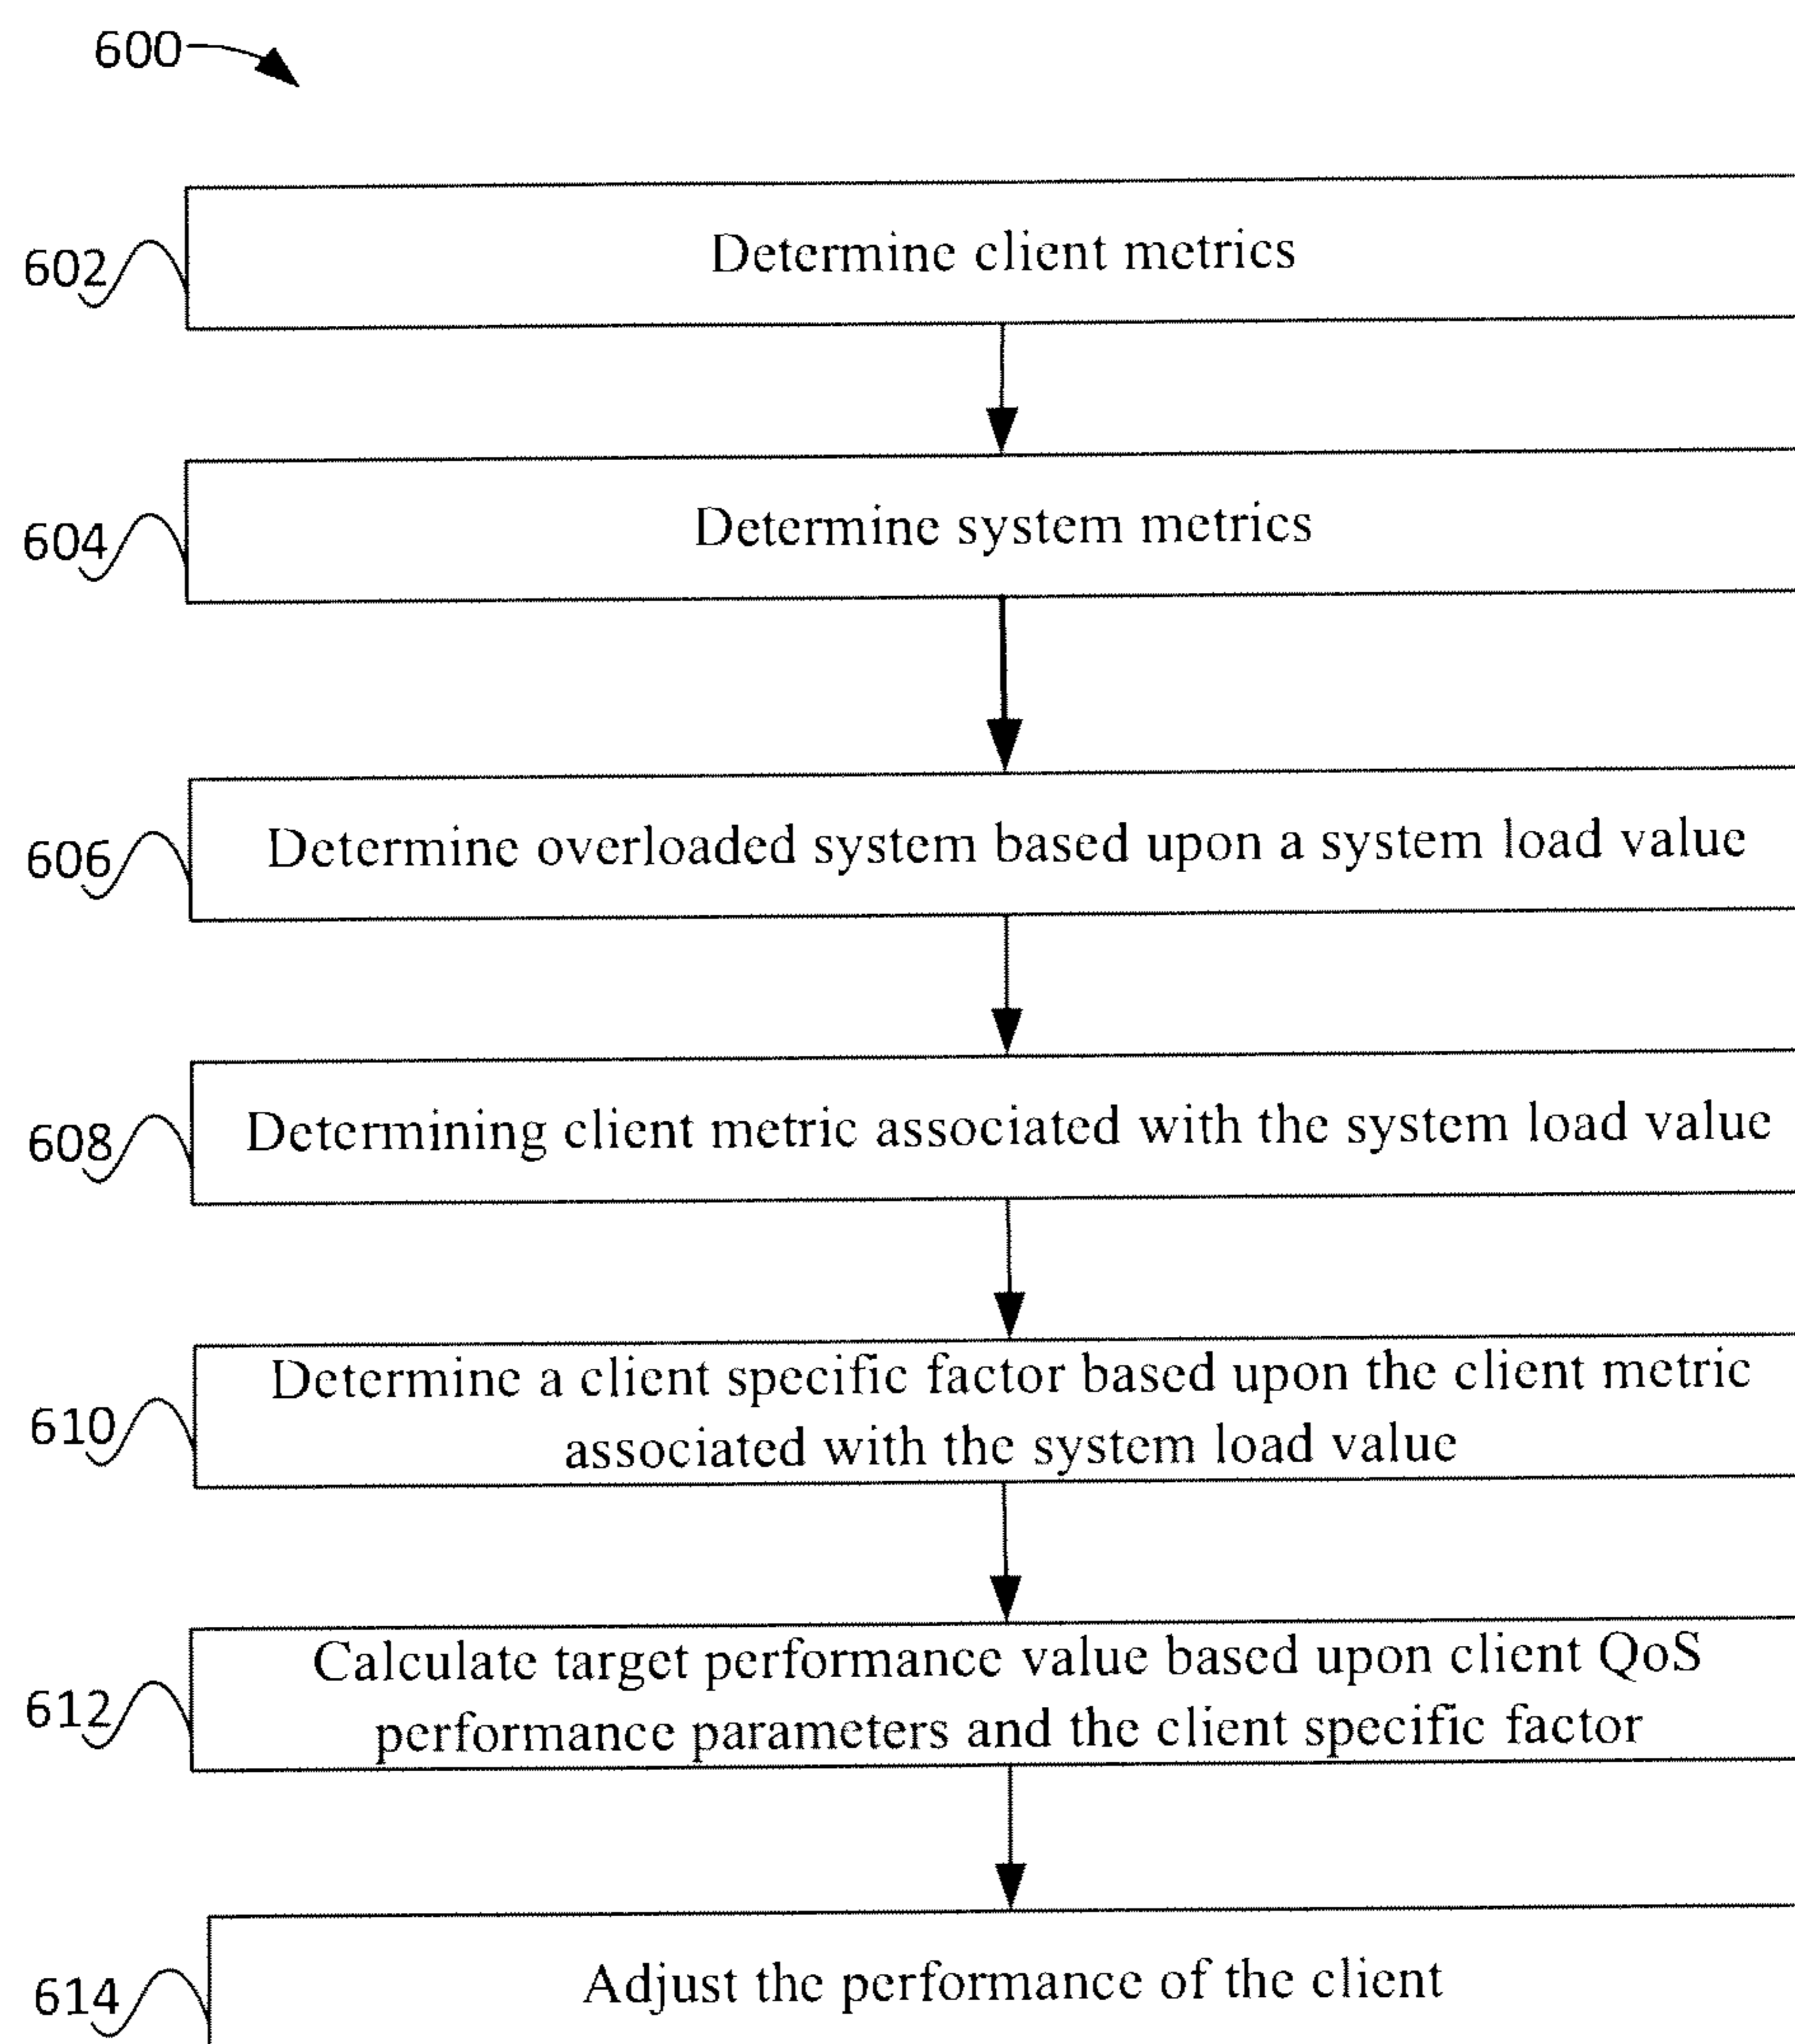 600
602
Determine client metrics
604
Determine system metrics
606
Determine overloaded system based upon a system load value
608
Determining client metric associated with the system load value
610
Determine a client specific factor based upon the client metric
associated with the system load value
612
Calculate target performance value based upon client QoS
performance parameters and the client specific factor
614
Adjust the performance of the client